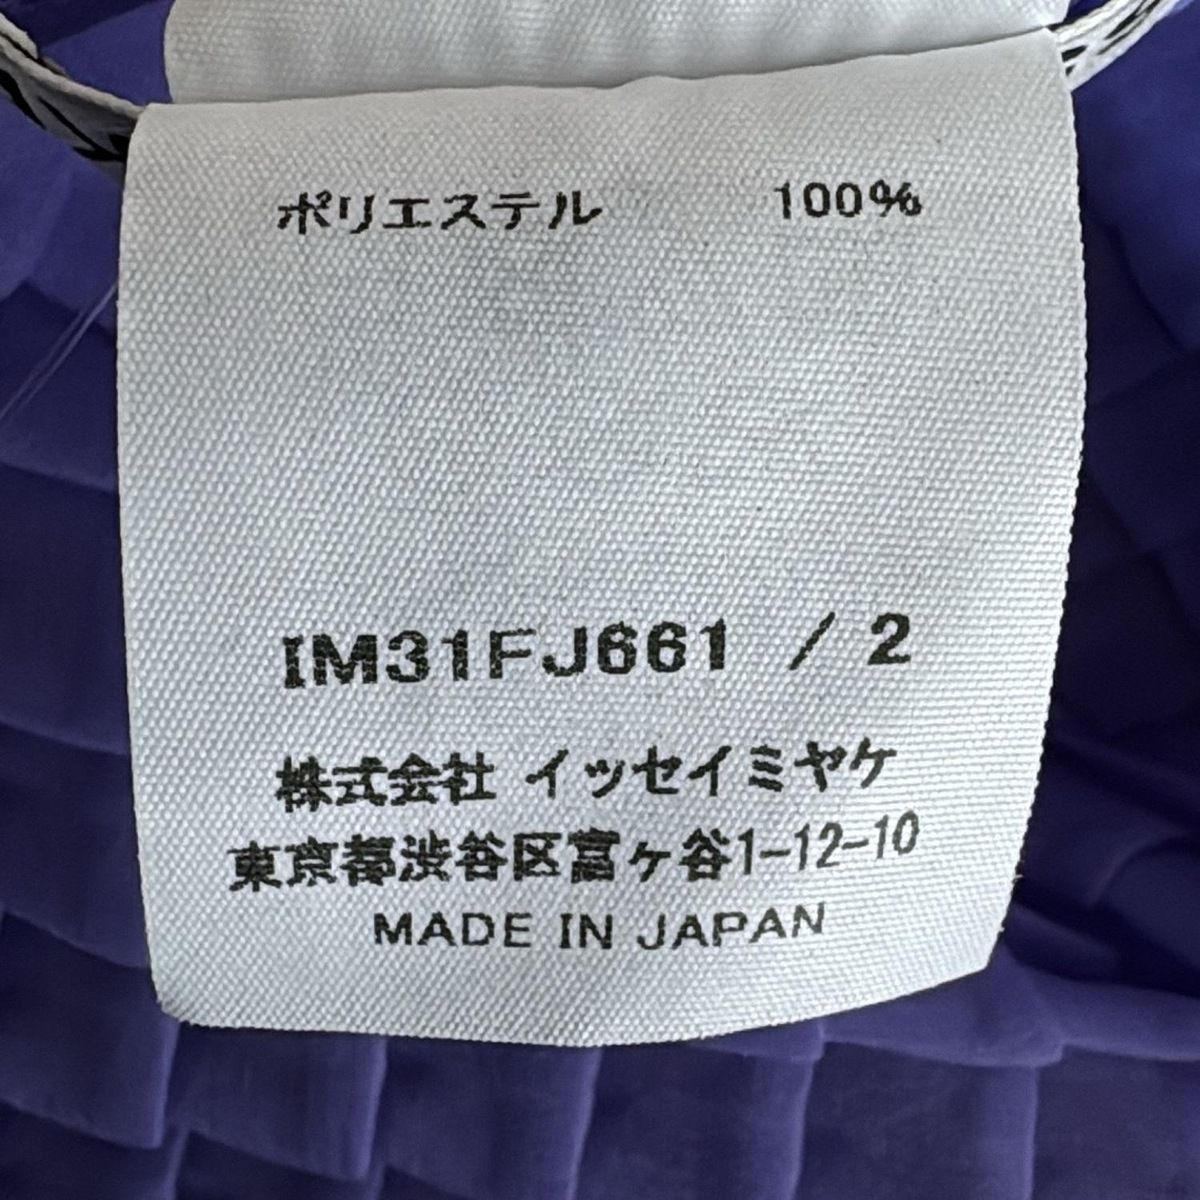 ポリエステル 100%
IM31FJ661 / 2
株式会社 イッセイミヤケ
東京都渋谷区富ヶ谷1-12-10
MADE IN JAPAN